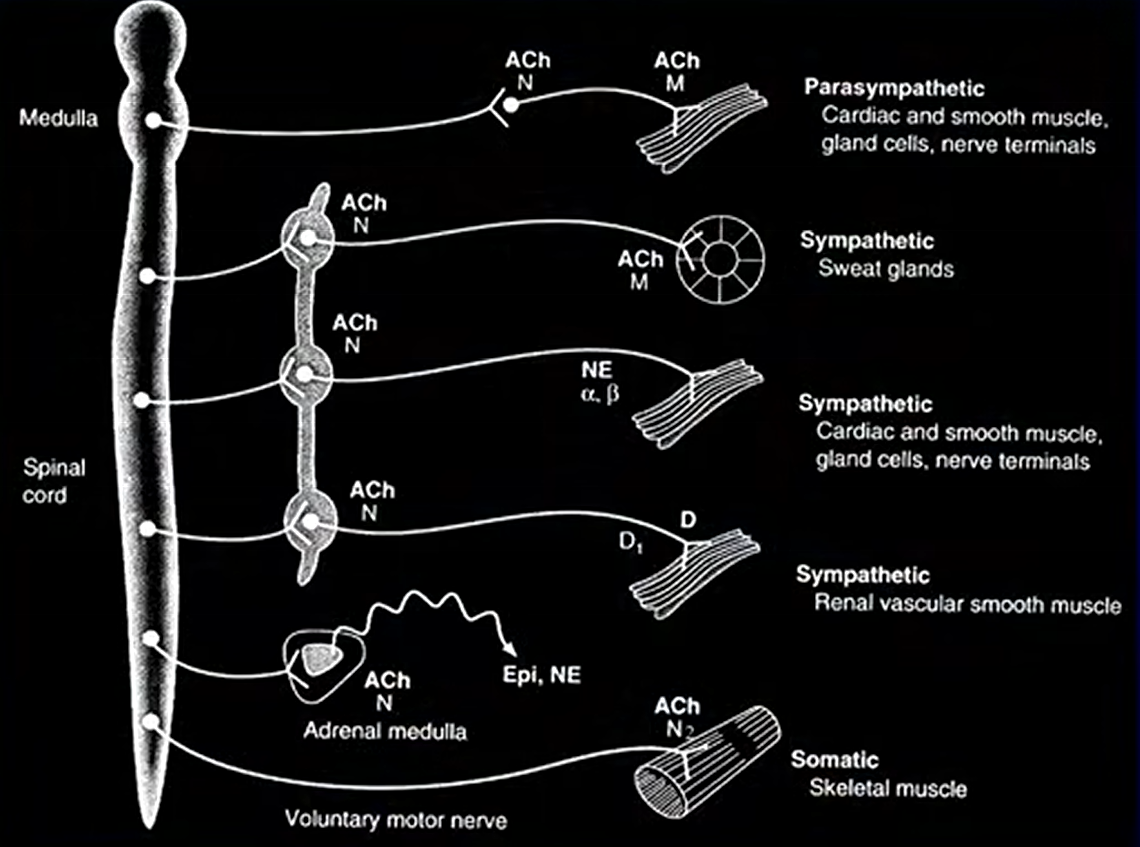 Medulla
ACh
N
ACh
M
Parasympathetic
Cardiac and smooth muscle,
gland cells, nerve terminals
ACh
N
ACh
M
Sympathetic
Sweat glands
ACh
N
NE
α, β
Sympathetic
Cardiac and smooth muscle,
gland cells, nerve terminals
Spinal
cord
ACh
N
D
D₁
Sympathetic
Renal vascular smooth muscle
ACh
N
Epi, NE
Adrenal medulla
ACh
N₂
Somatic
Skeletal muscle
Voluntary motor nerve